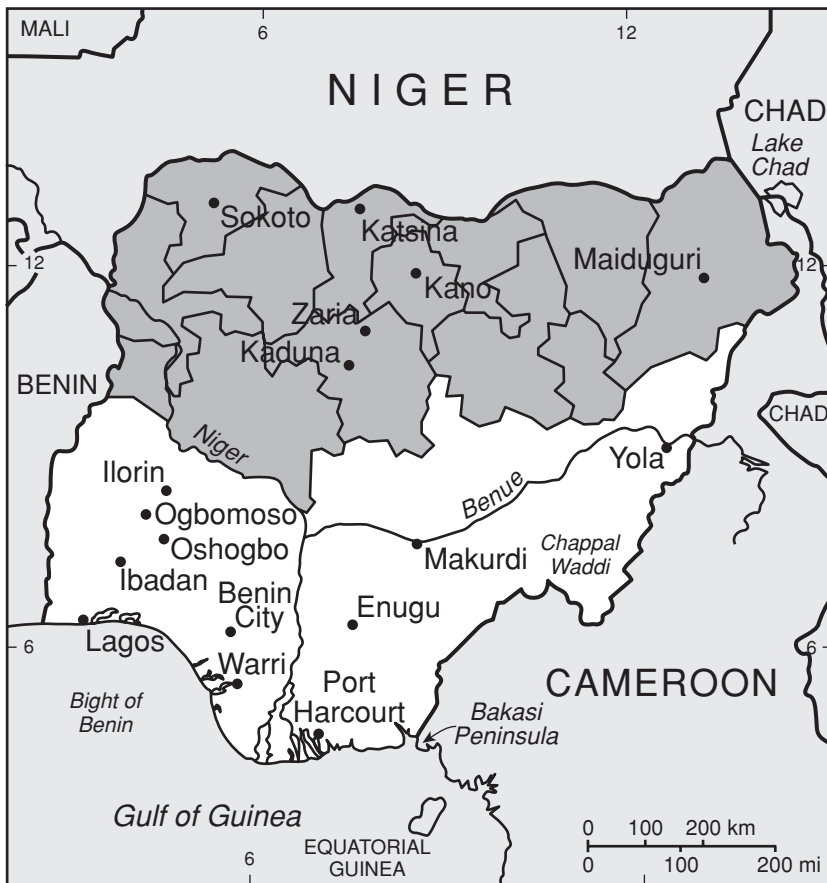 MALI
6
12
NIGER
CHAD
Lake
Chad
Sokoto
Katsina
Maiduguri
12
12
Kano
Zaria
Kaduna
BENIN
CHAD
Niger
Yola
Ilorin
Benue
Ogbomoso
Oshogbo
Makurdi
Chappal
Waddi
Ibadan
Benin
City
Enugu
Lagos
6
6
Warri
CAMEROON
Port
Harcourt
Bight of
Benin
Bakasi
Peninsula
Gulf of Guinea
0 100 200 km
EQUATORIAL
GUINEA
6
0 100 200 mi